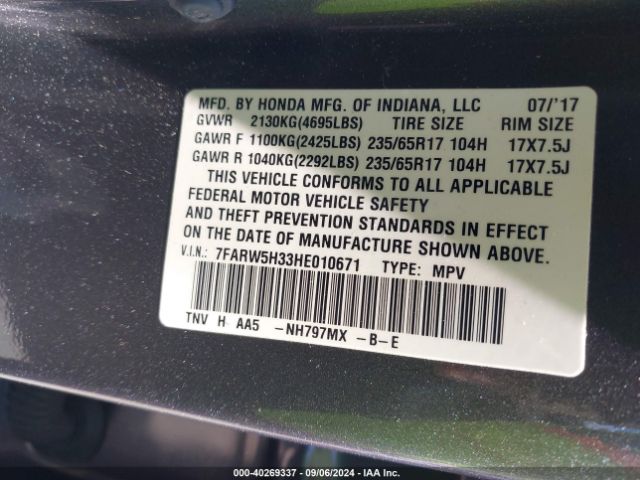 MFD. BY HONDA MFG. OF INDIANA, LLC 07/'17
GVWR 2130KG(4695LBS) TIRE SIZE RIM SIZE
GAWR F 1100KG(2425LBS) 235/65R17 104H 17X7.5J
GAWR R 1040KG(2292LBS) 235/65R17 104H 17X7.5J
THIS VEHICLE CONFORMS TO ALL APPLICABLE
FEDERAL MOTOR VEHICLE SAFETY
AND THEFT PREVENTION STANDARDS IN EFFECT
ON THE DATE OF MANUFACTURE SHOWN ABOVE.
V.I.N.: 7FARW5H33HE010671 TYPE: MPV
TNV H AA5 -NH797MX -B-E
000-40269337 - 09/06/2024 - IAA Inc.